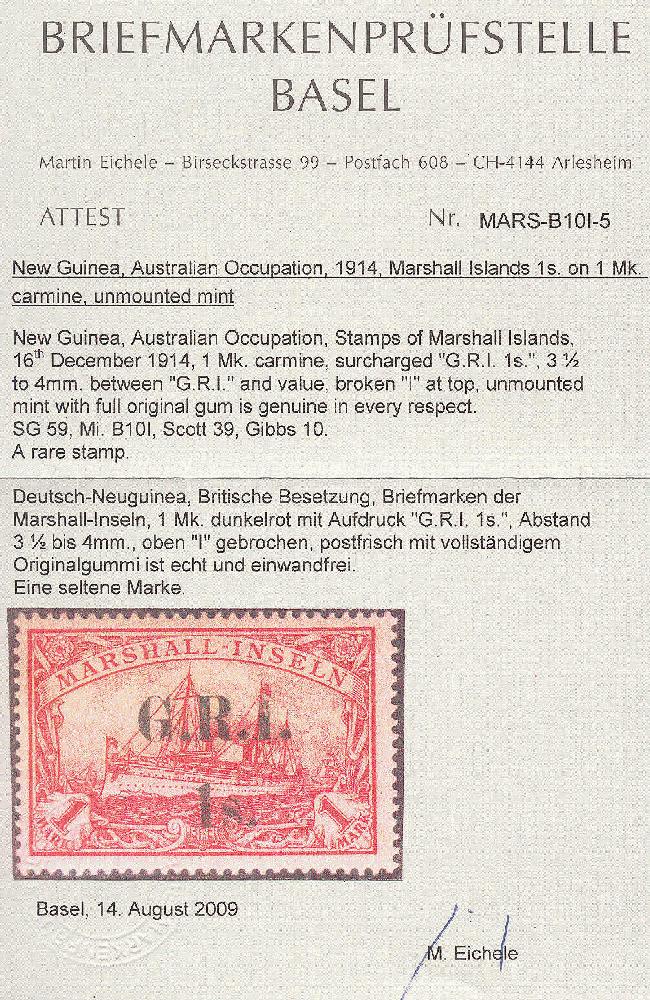 BRIEFMARKENPRÜFSTELLE
BASEL
Martin Eichele – Birseckstrasse 99 – Postfach 608 – CH-4144 Arlesheim
ATTEST Nr. MARS-B10I-5
New Guinea, Australian Occupation, 1914, Marshall Islands 1s. on 1 Mk.
carmine, unmounted mint
New Guinea, Australian Occupation, Stamps of Marshall Islands,
16th December 1914, 1 Mk. carmine, surcharged "G.R.I. 1s.", 3 ½
to 4mm. between "G.R.I." and value, broken "I" at top, unmounted
mint with full original gum is genuine in every respect.
SG 59, Mi. B10I, Scott 39, Gibbs 10.
A rare stamp.
Deutsch-Neuguinea, Britische Besetzung, Briefmarken der
Marshall-Inseln, 1 Mk. dunkelrot mit Aufdruck "G.R.I. 1s.", Abstand
3 ½ bis 4mm., oben "I" gebrochen, postfrisch mit vollständigem
Originalgummi ist echt und einwandfrei.
Eine seltene Marke.
MARSHALL-INSELN
G.R.I.
1s.
1 1
MARK MARK
Basel, 14. August 2009
M. Eichele